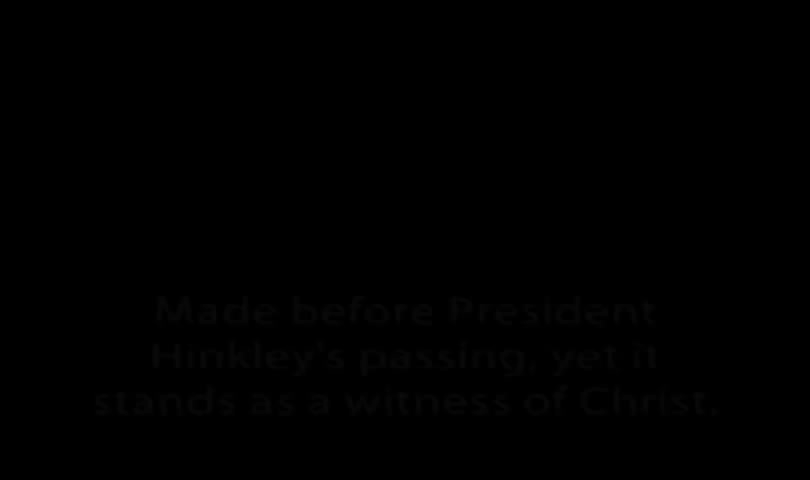 Made before President
Hinkley's passing, yet it
stands as a witness of Christ.